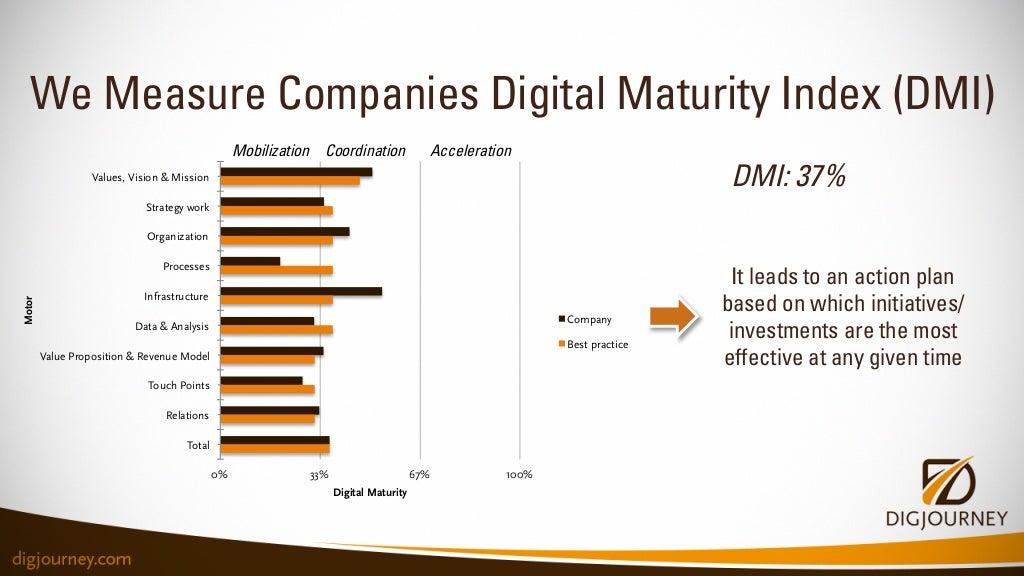 We Measure Companies Digital Maturity Index (DMI)
Mobilization Coordination Acceleration
DMI: 37%
Values, Vision & Mission
Strategy work
Organization
Processes
Infrastructure
Data & Analysis
Value Proposition & Revenue Model
Touch Points
Relations
Total
Motor
0% 33% 67% 100%
Digital Maturity
Company
Best practice
It leads to an action plan
based on which initiatives/
investments are the most
effective at any given time
DIGJOURNEY
digjourney.com